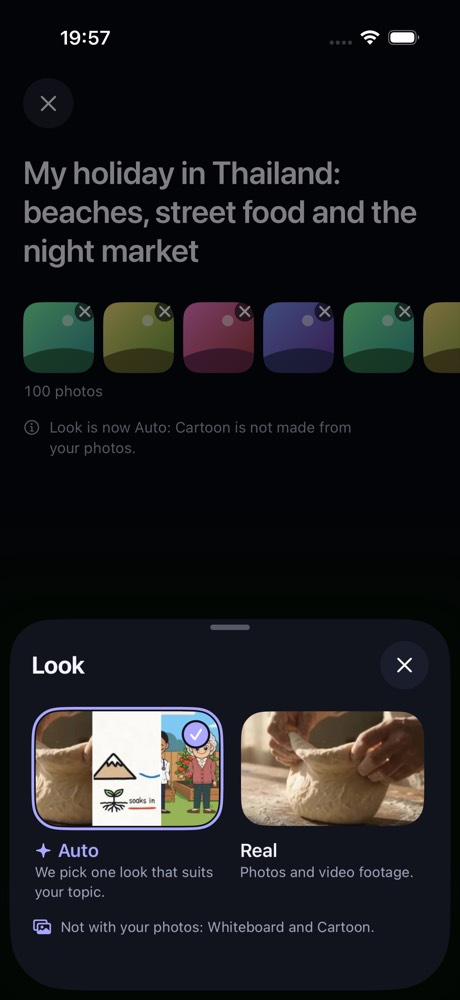 19:57
My holiday in Thailand:
beaches, street food and the
night market
100 photos
Look is now Auto: Cartoon is not made from
your photos.
Look
soaks in
Auto
Real
We pick one look that suits
your topic.
Photos and video footage.
Not with your photos: Whiteboard and Cartoon.